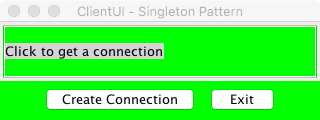 ClientUI - Singleton Pattern
Click to get a connection
Create Connection Exit